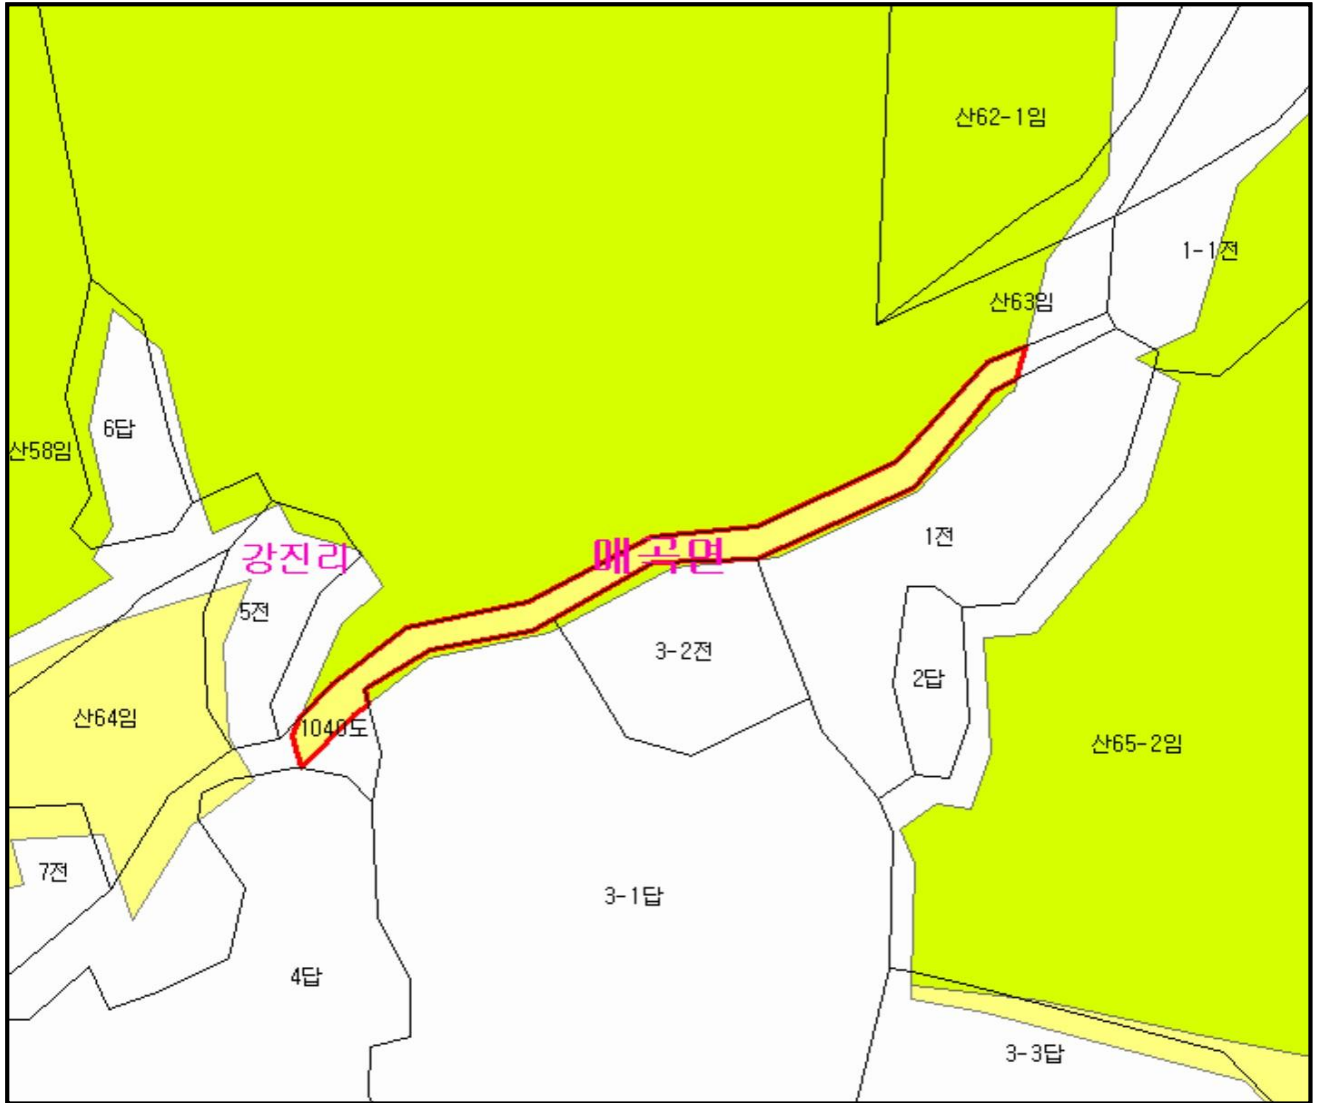 산62-1임
1-1전
산63임
6답
산58임
1전
강진리
매곡면
5전
3-2전
2답
산64임
1040도
산65-2임
7전
3-1답
4답
3-3답